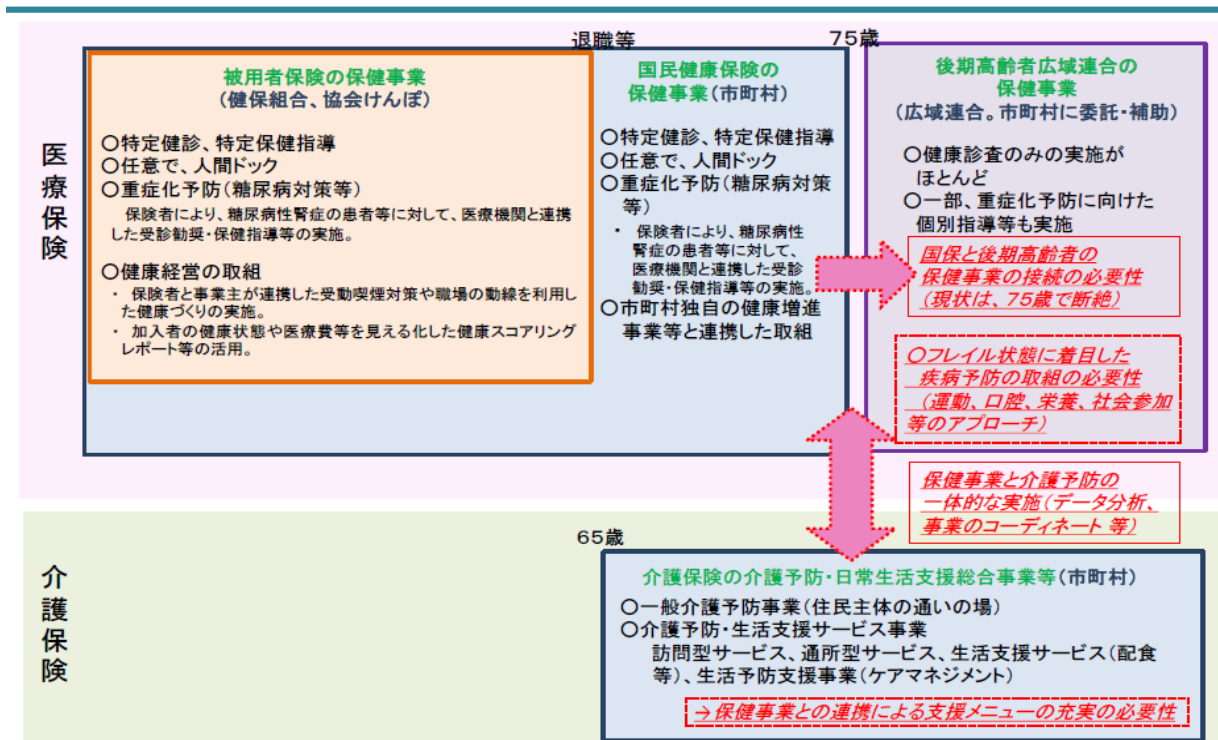 医療保険
退職等
75歳
被用者保険の保健事業
(健保組合、協会けんぽ)
○特定健診、特定保健指導
○任意で、人間ドック
○重症化予防(糖尿病対策等)
保険者により、糖尿病性腎症の患者等に対して、医療機関と連携
した受診勧奨・保健指導等の実施。
○健康経営の取組
・ 保険者と事業主が連携した受動喫煙対策や職場の動線を利用し
た健康づくりの実施。
・ 加入者の健康状態や医療費等を見える化した健康スコアリング
レポート等の活用。
国民健康保険の
保健事業(市町村)
○特定健診、特定保健指導
○任意で、人間ドック
○重症化予防(糖尿病対策
等)
・ 保険者により、糖尿病性
腎症の患者等に対して、
医療機関と連携した受診
勧奨・保健指導等の実施。
○市町村独自の健康増進
事業等と連携した取組
後期高齢者広域連合の
保健事業
(広域連合。市町村に委託・補助)
○健康診査のみの実施が
ほとんど
○一部、重症化予防に向けた
個別指導等も実施
国保と後期高齢者の
保健事業の接続の必要性
(現状は、75歳で断絶)
○フレイル状態に着目した
疾病予防の取組の必要性
(運動、口腔、栄養、社会参加
等のアプローチ)
保健事業と介護予防の
一体的な実施(データ分析、
事業のコーディネート 等)
介護保険
65歳
介護保険の介護予防・日常生活支援総合事業等(市町村)
○一般介護予防事業(住民主体の通いの場)
○介護予防・生活支援サービス事業
訪問型サービス、通所型サービス、生活支援サービス(配食
等)、生活予防支援事業(ケアマネジメント)
→保健事業との連携による支援メニューの充実の必要性